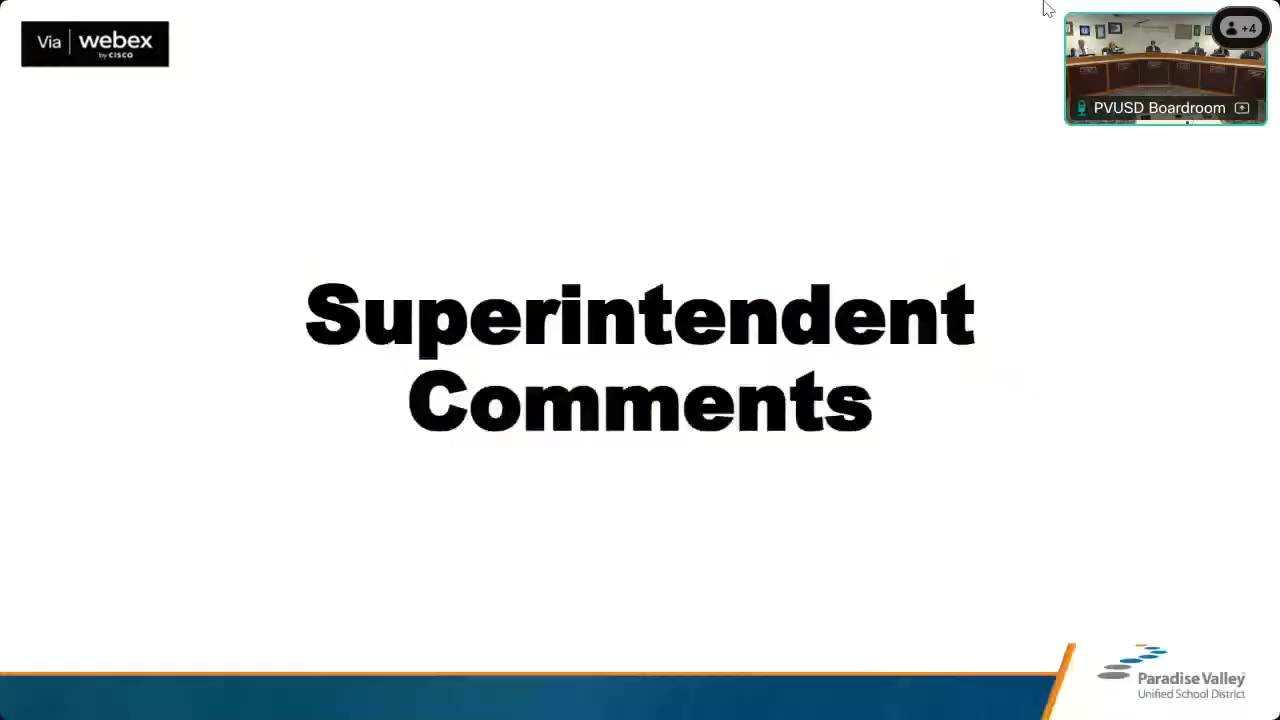 Via | webex
by CISCO
+4
PVUSD Boardroom
Superintendent
Comments
Paradise Valley
Unified School District